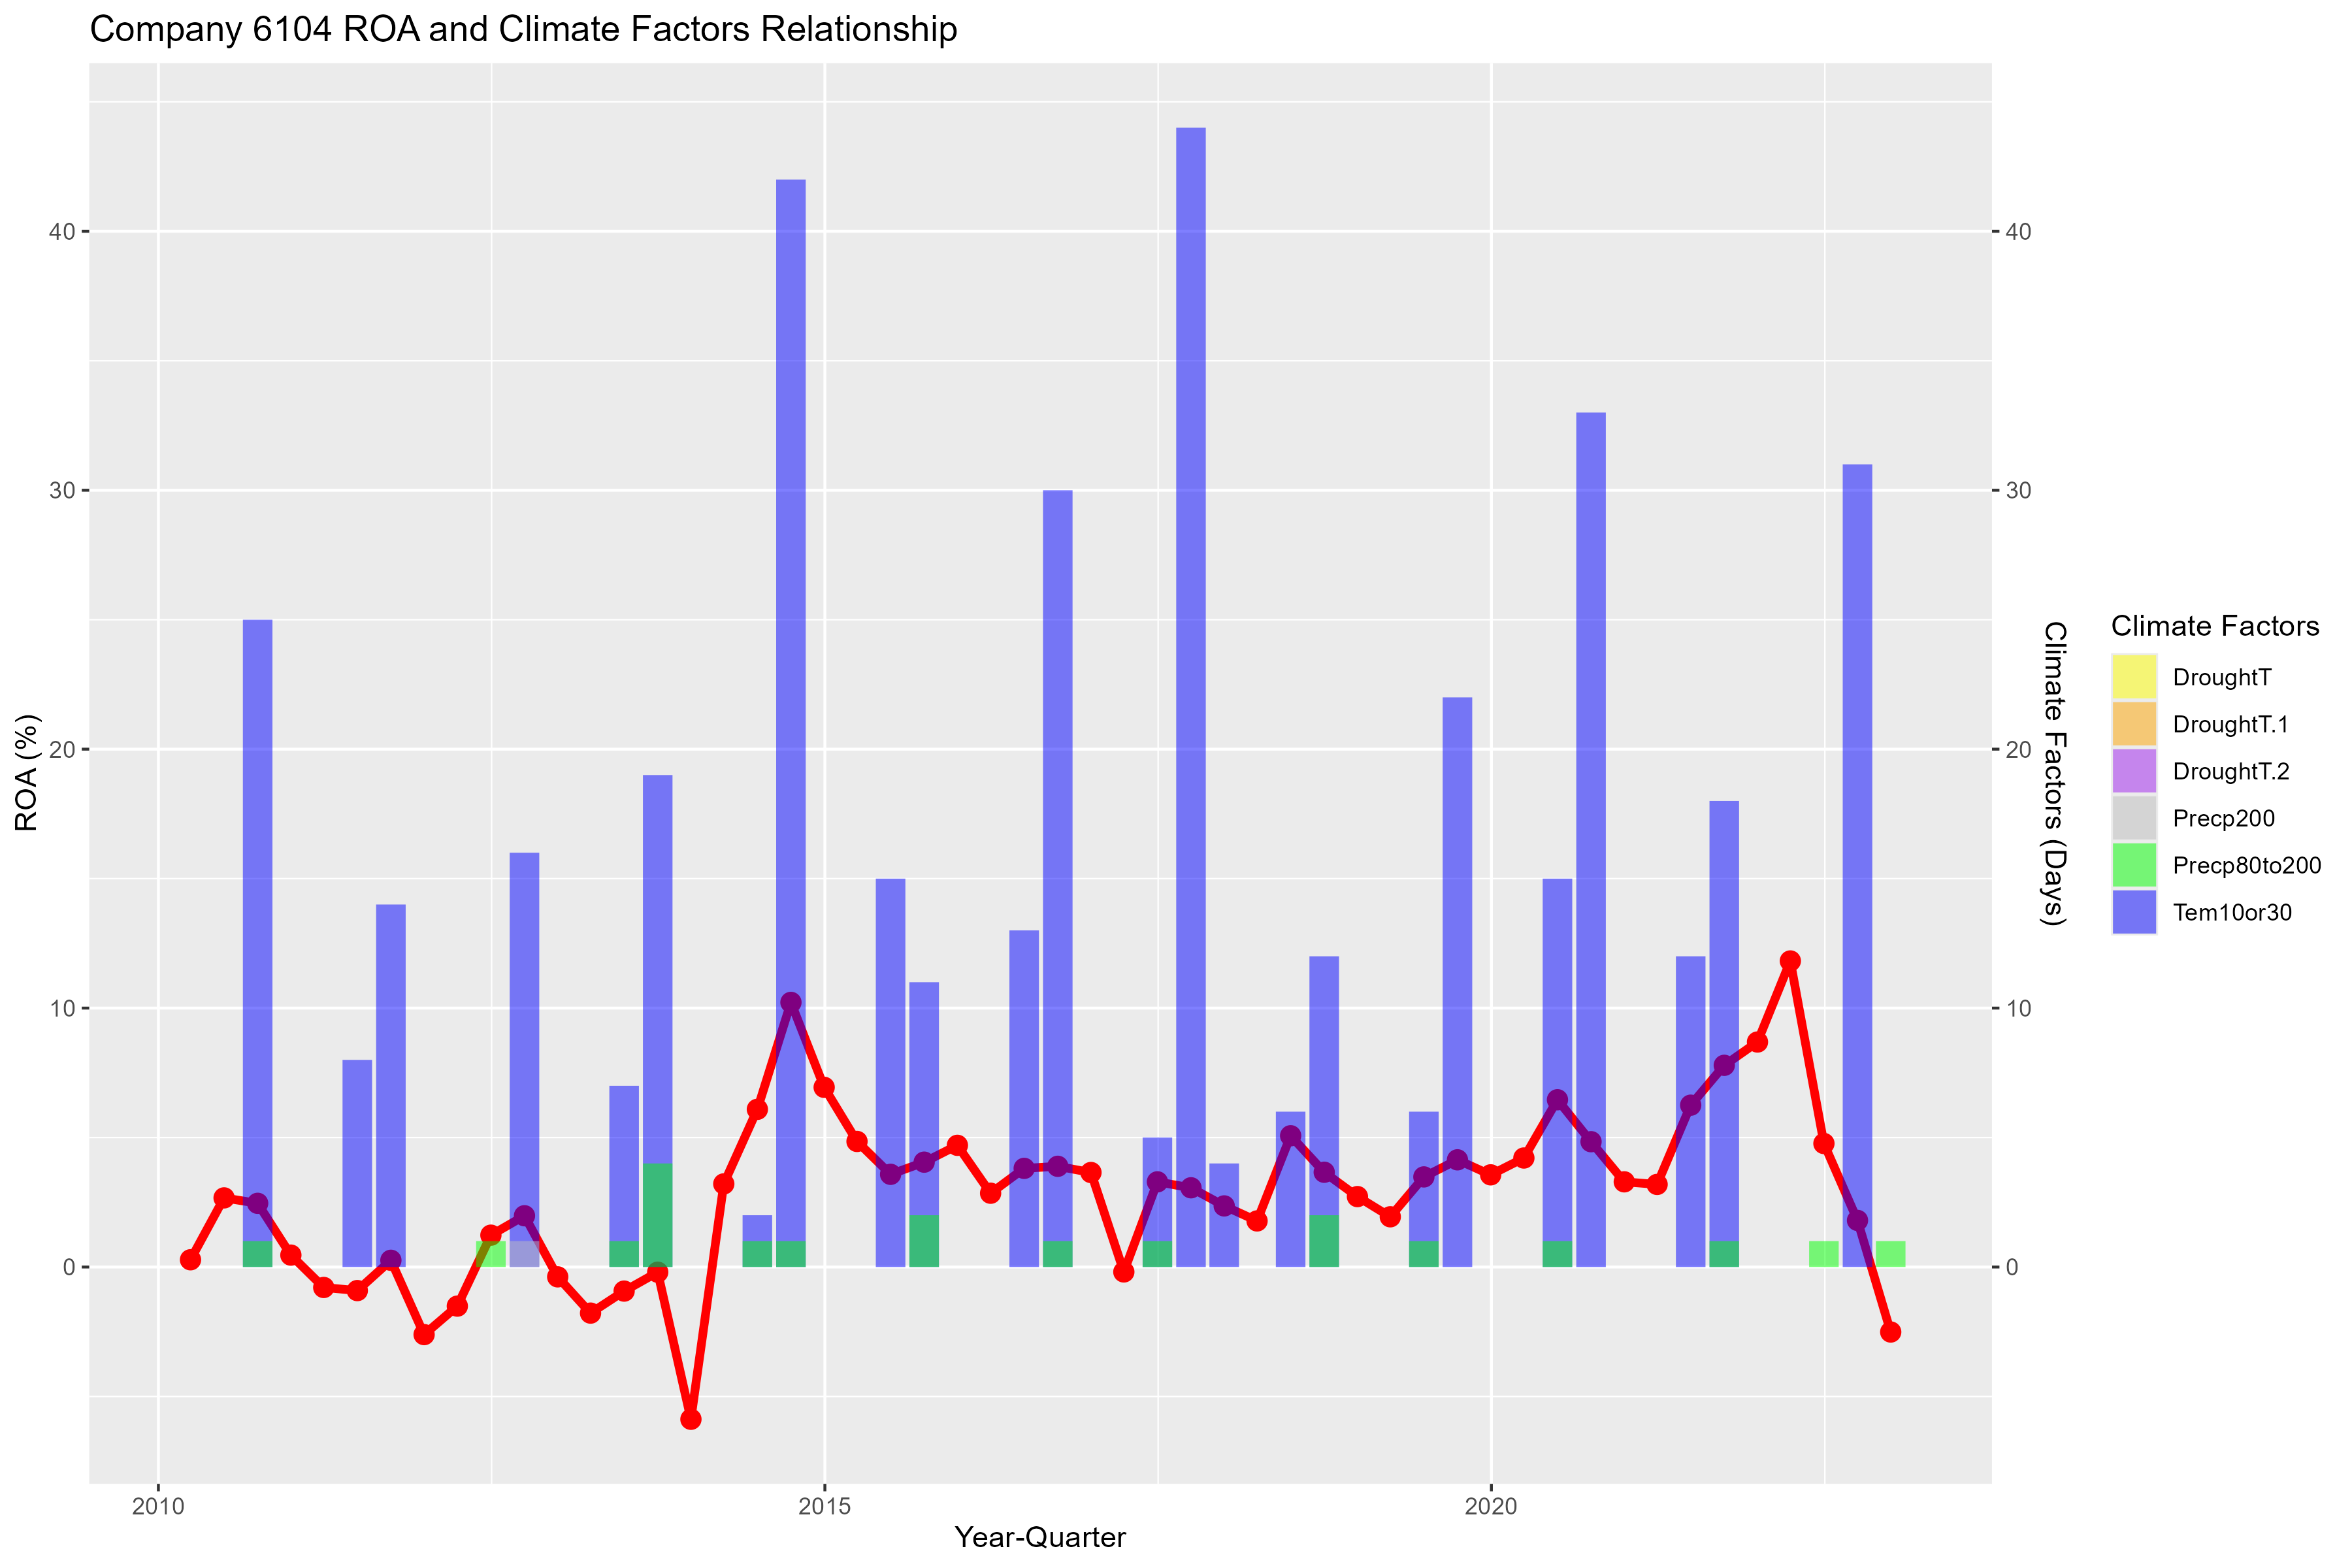 Company 6104 ROA and Climate Factors Relationship
ROA (%)
40
30
20
10
0
40
30
20
10
0
Climate Factors (Days)
2010
2015
2020
Year-Quarter
Climate Factors
DroughtT
DroughtT.1
DroughtT.2
Precp200
Precp80to200
Tem10or30